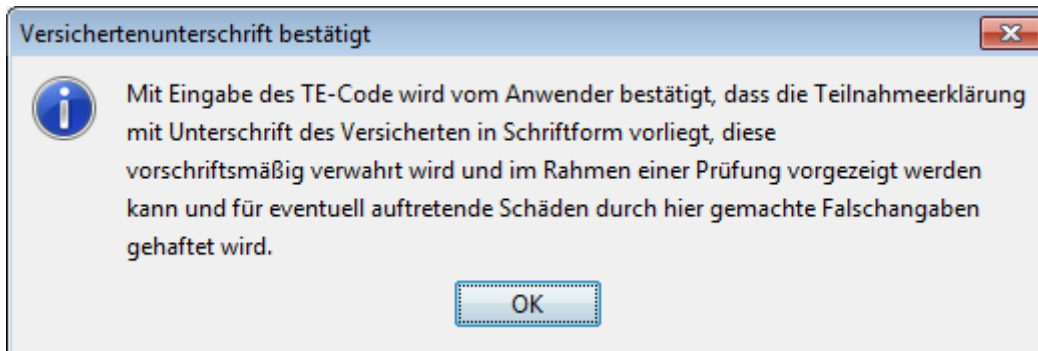 Versichertenunterschrift bestätigt
Mit Eingabe des TE-Code wird vom Anwender bestätigt, dass die Teilnahmeerklärung
mit Unterschrift des Versicherten in Schriftform vorliegt, diese
vorschriftsmäßig verwahrt wird und im Rahmen einer Prüfung vorgezeigt werden
kann und für eventuell auftretende Schäden durch hier gemachte Falschangaben
gehaftet wird.
OK